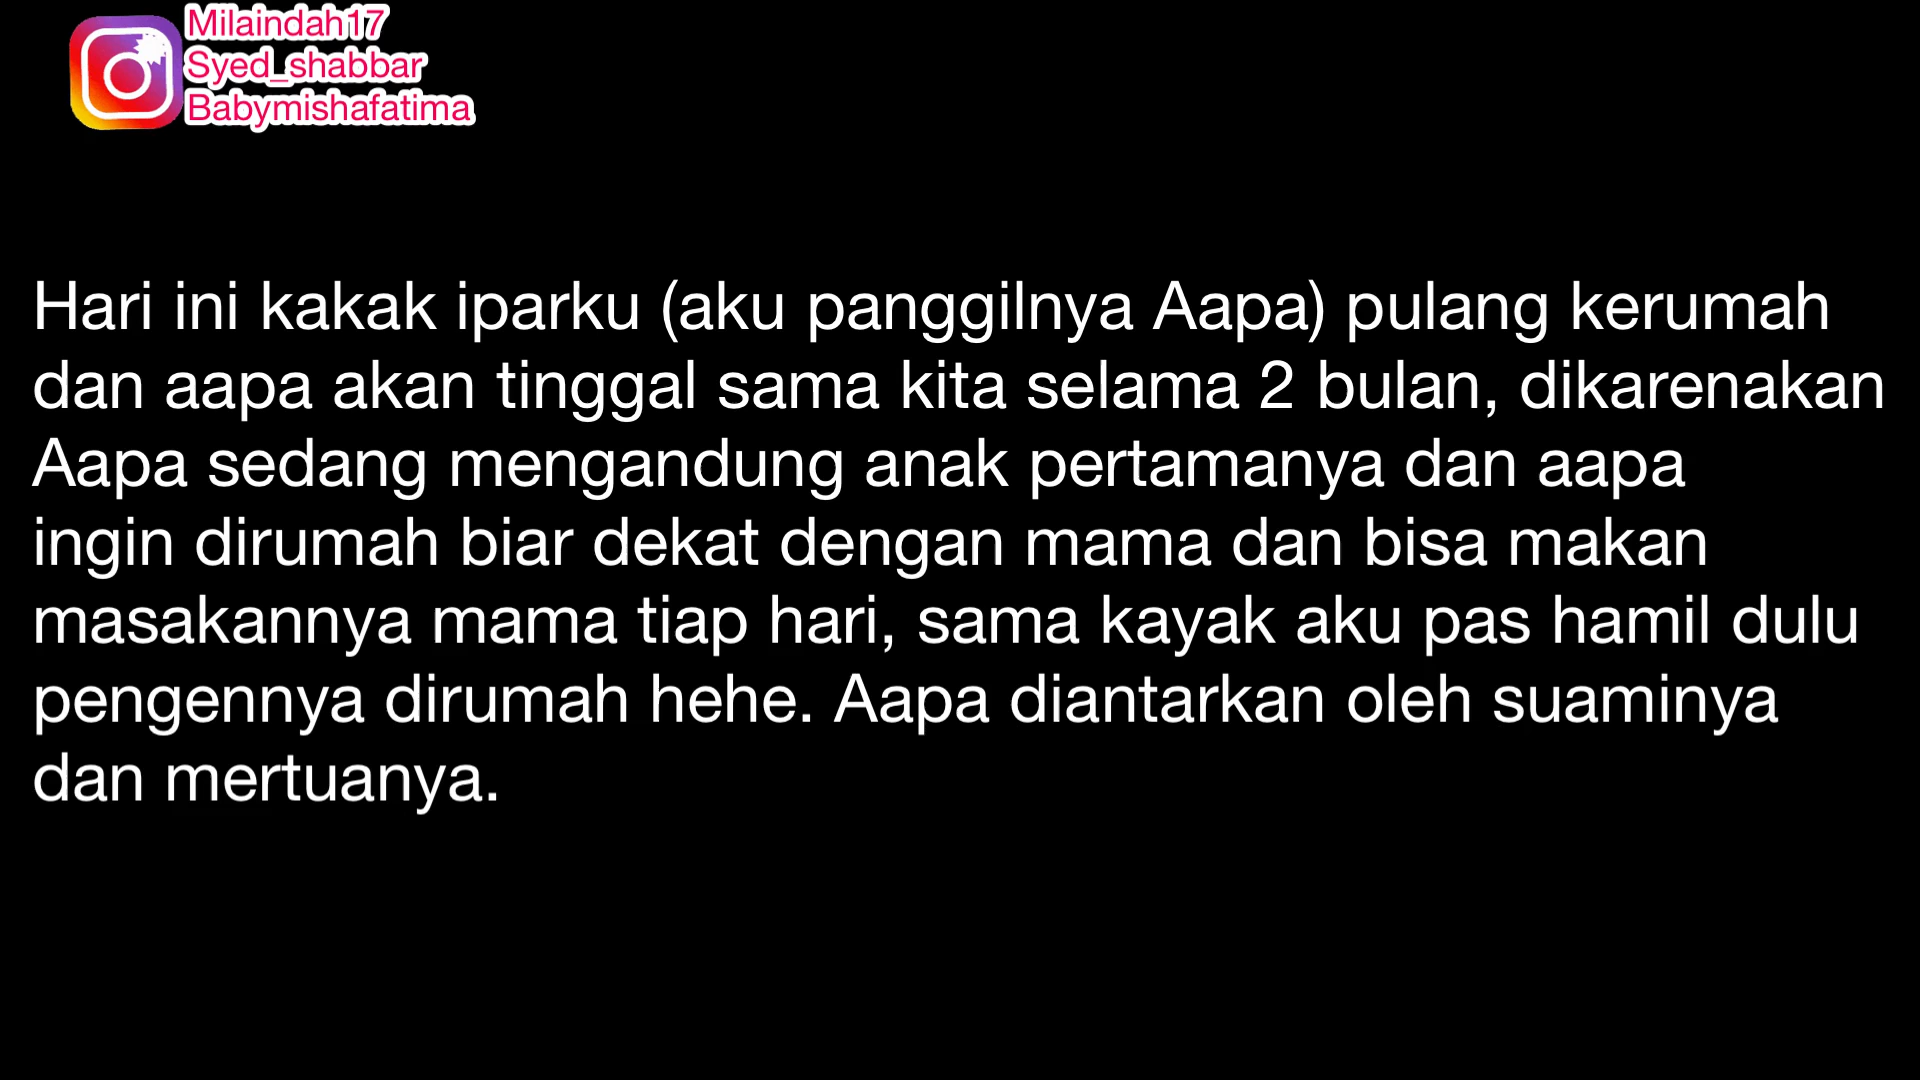 Milaindah17
Syed_shabbar
Babymishafatima
Hari ini kakak iparku (aku panggilnya Aapa) pulang kerumah
dan aapa akan tinggal sama kita selama 2 bulan, dikarenakan
Aapa sedang mengandung anak pertamanya dan aapa
ingin dirumah biar dekat dengan mama dan bisa makan
masakannya mama tiap hari, sama kayak aku pas hamil dulu
pengennya dirumah hehe. Aapa diantarkan oleh suaminya
dan mertuanya.